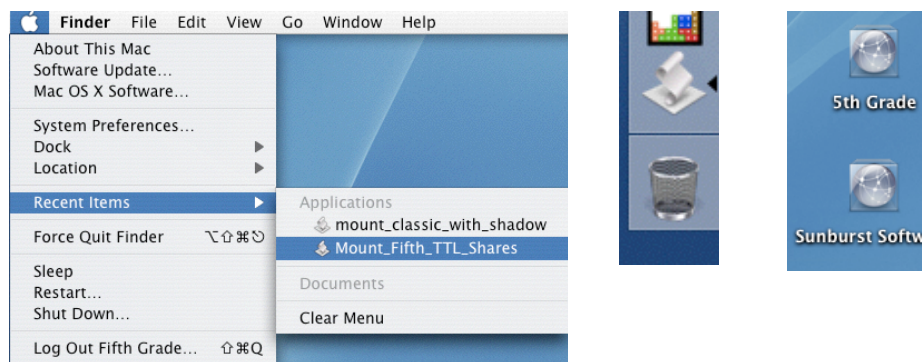 Finder File Edit View Go Window Help
About This Mac
Software Update...
Mac OS X Software...
System Preferences...
Dock
Location
Recent Items
Force Quit Finder ⌥⇧⌘⎋
Sleep
Restart...
Shut Down...
Log Out Fifth Grade... ⇧⌘Q
Applications
mount_classic_with_shadow
Mount_Fifth_TTL_Shares
Documents
Clear Menu
5th Grade
Sunburst Softw